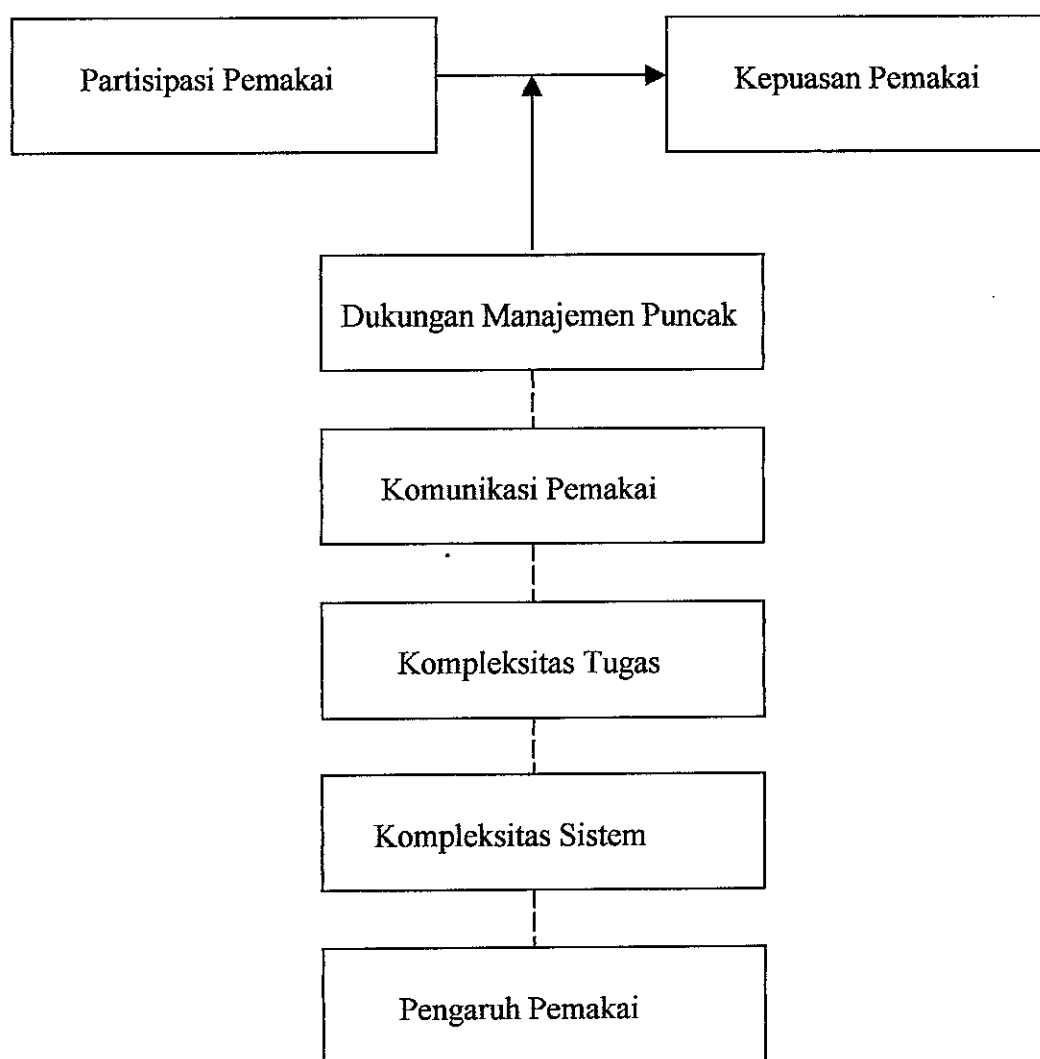 Partisipasi Pemakai
Kepuasan Pemakai
Dukungan Manajemen Puncak
Komunikasi Pemakai
Kompleksitas Tugas
Kompleksitas Sistem
Pengaruh Pemakai